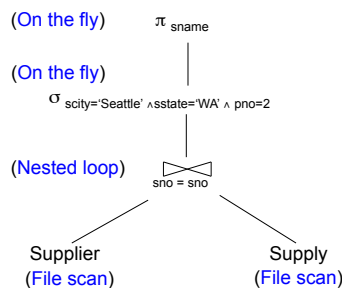 (On the fly) π sname
(On the fly)
σ scity=‘Seattle’ ∧sstate=‘WA’ ∧ pno=2
(Nested loop)
sno = sno
Supplier Supply
(File scan) (File scan)